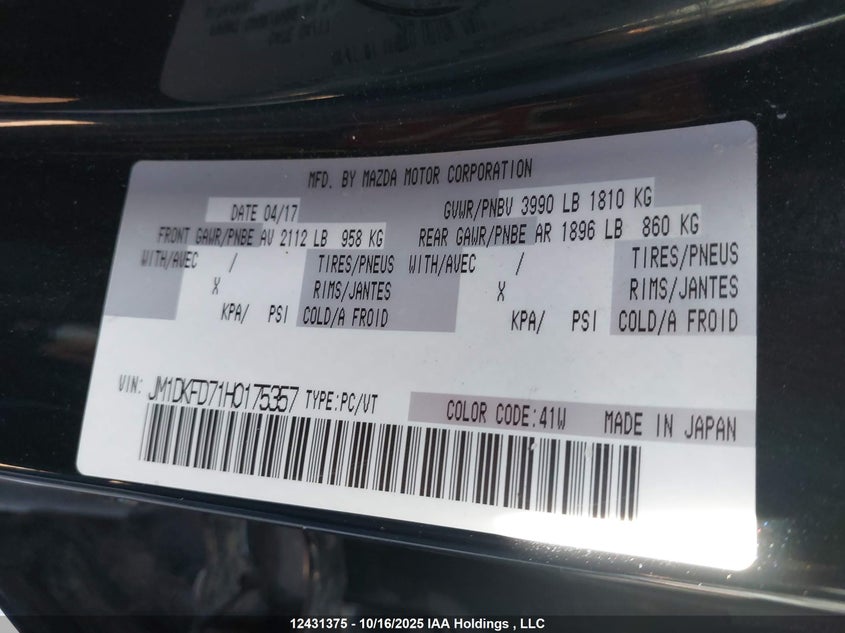 MFD. BY MAZDA MOTOR CORPORATION
DATE 04/17 GVWR/PNBV 3990 LB 1810 KG
FRONT GAWR/PNBE AV 2112 LB 958 KG REAR GAWR/PNBE AR 1896 LB 860 KG
WITH/AVEC / TIRES/PNEUS WITH/AVEC / TIRES/PNEUS
X RIMS/JANTES X RIMS/JANTES
KPA/ PSI COLD/A FROID KPA/ PSI COLD/A FROID
VIN: JM1DKFD71H0175357 TYPE:PC/VT COLOR CODE:41W MADE IN JAPAN
12431375 - 10/16/2025 IAA Holdings , LLC